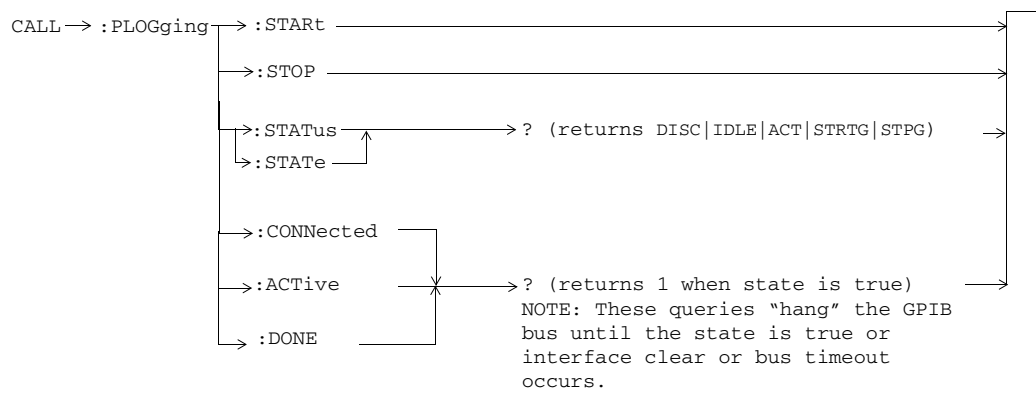 CALL :PLOGging :STARt
:STOP
:STATus ? (returns DISC|IDLE|ACT|STRTG|STPG)
:STATe
:CONNected
:ACTive ? (returns 1 when state is true)
NOTE: These queries “hang” the GPIB
bus until the state is true or
:DONE
interface clear or bus timeout
occurs.